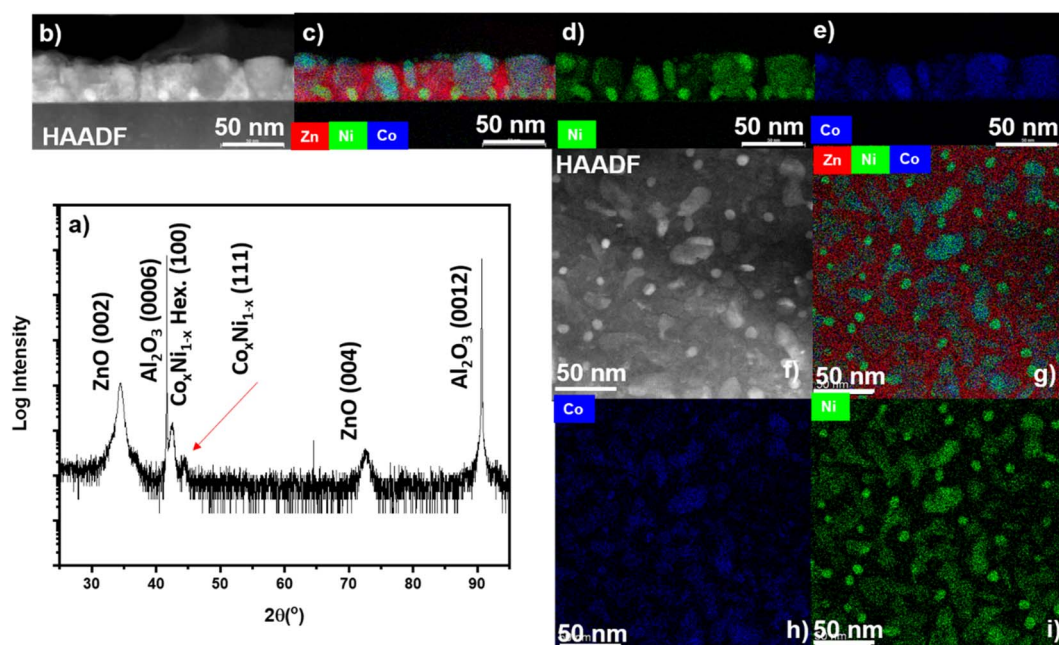 b)
HAADF
50 nm
c)
Zn Ni Co
50 nm
d)
Ni
50 nm
e)
Co
50 nm
a)
Log Intensity
ZnO (002)
Al₂O₃ (0006)
CoₓNi₁₋ₓ Hex. (100)
CoₓNi₁₋ₓ (111)
ZnO (004)
Al₂O₃ (0012)
30 40 50 60 70 80 90
2θ(°)
HAADF
50 nm
f)
Zn Ni Co
50 nm
g)
Co
50 nm
h)
Ni
50 nm
i)